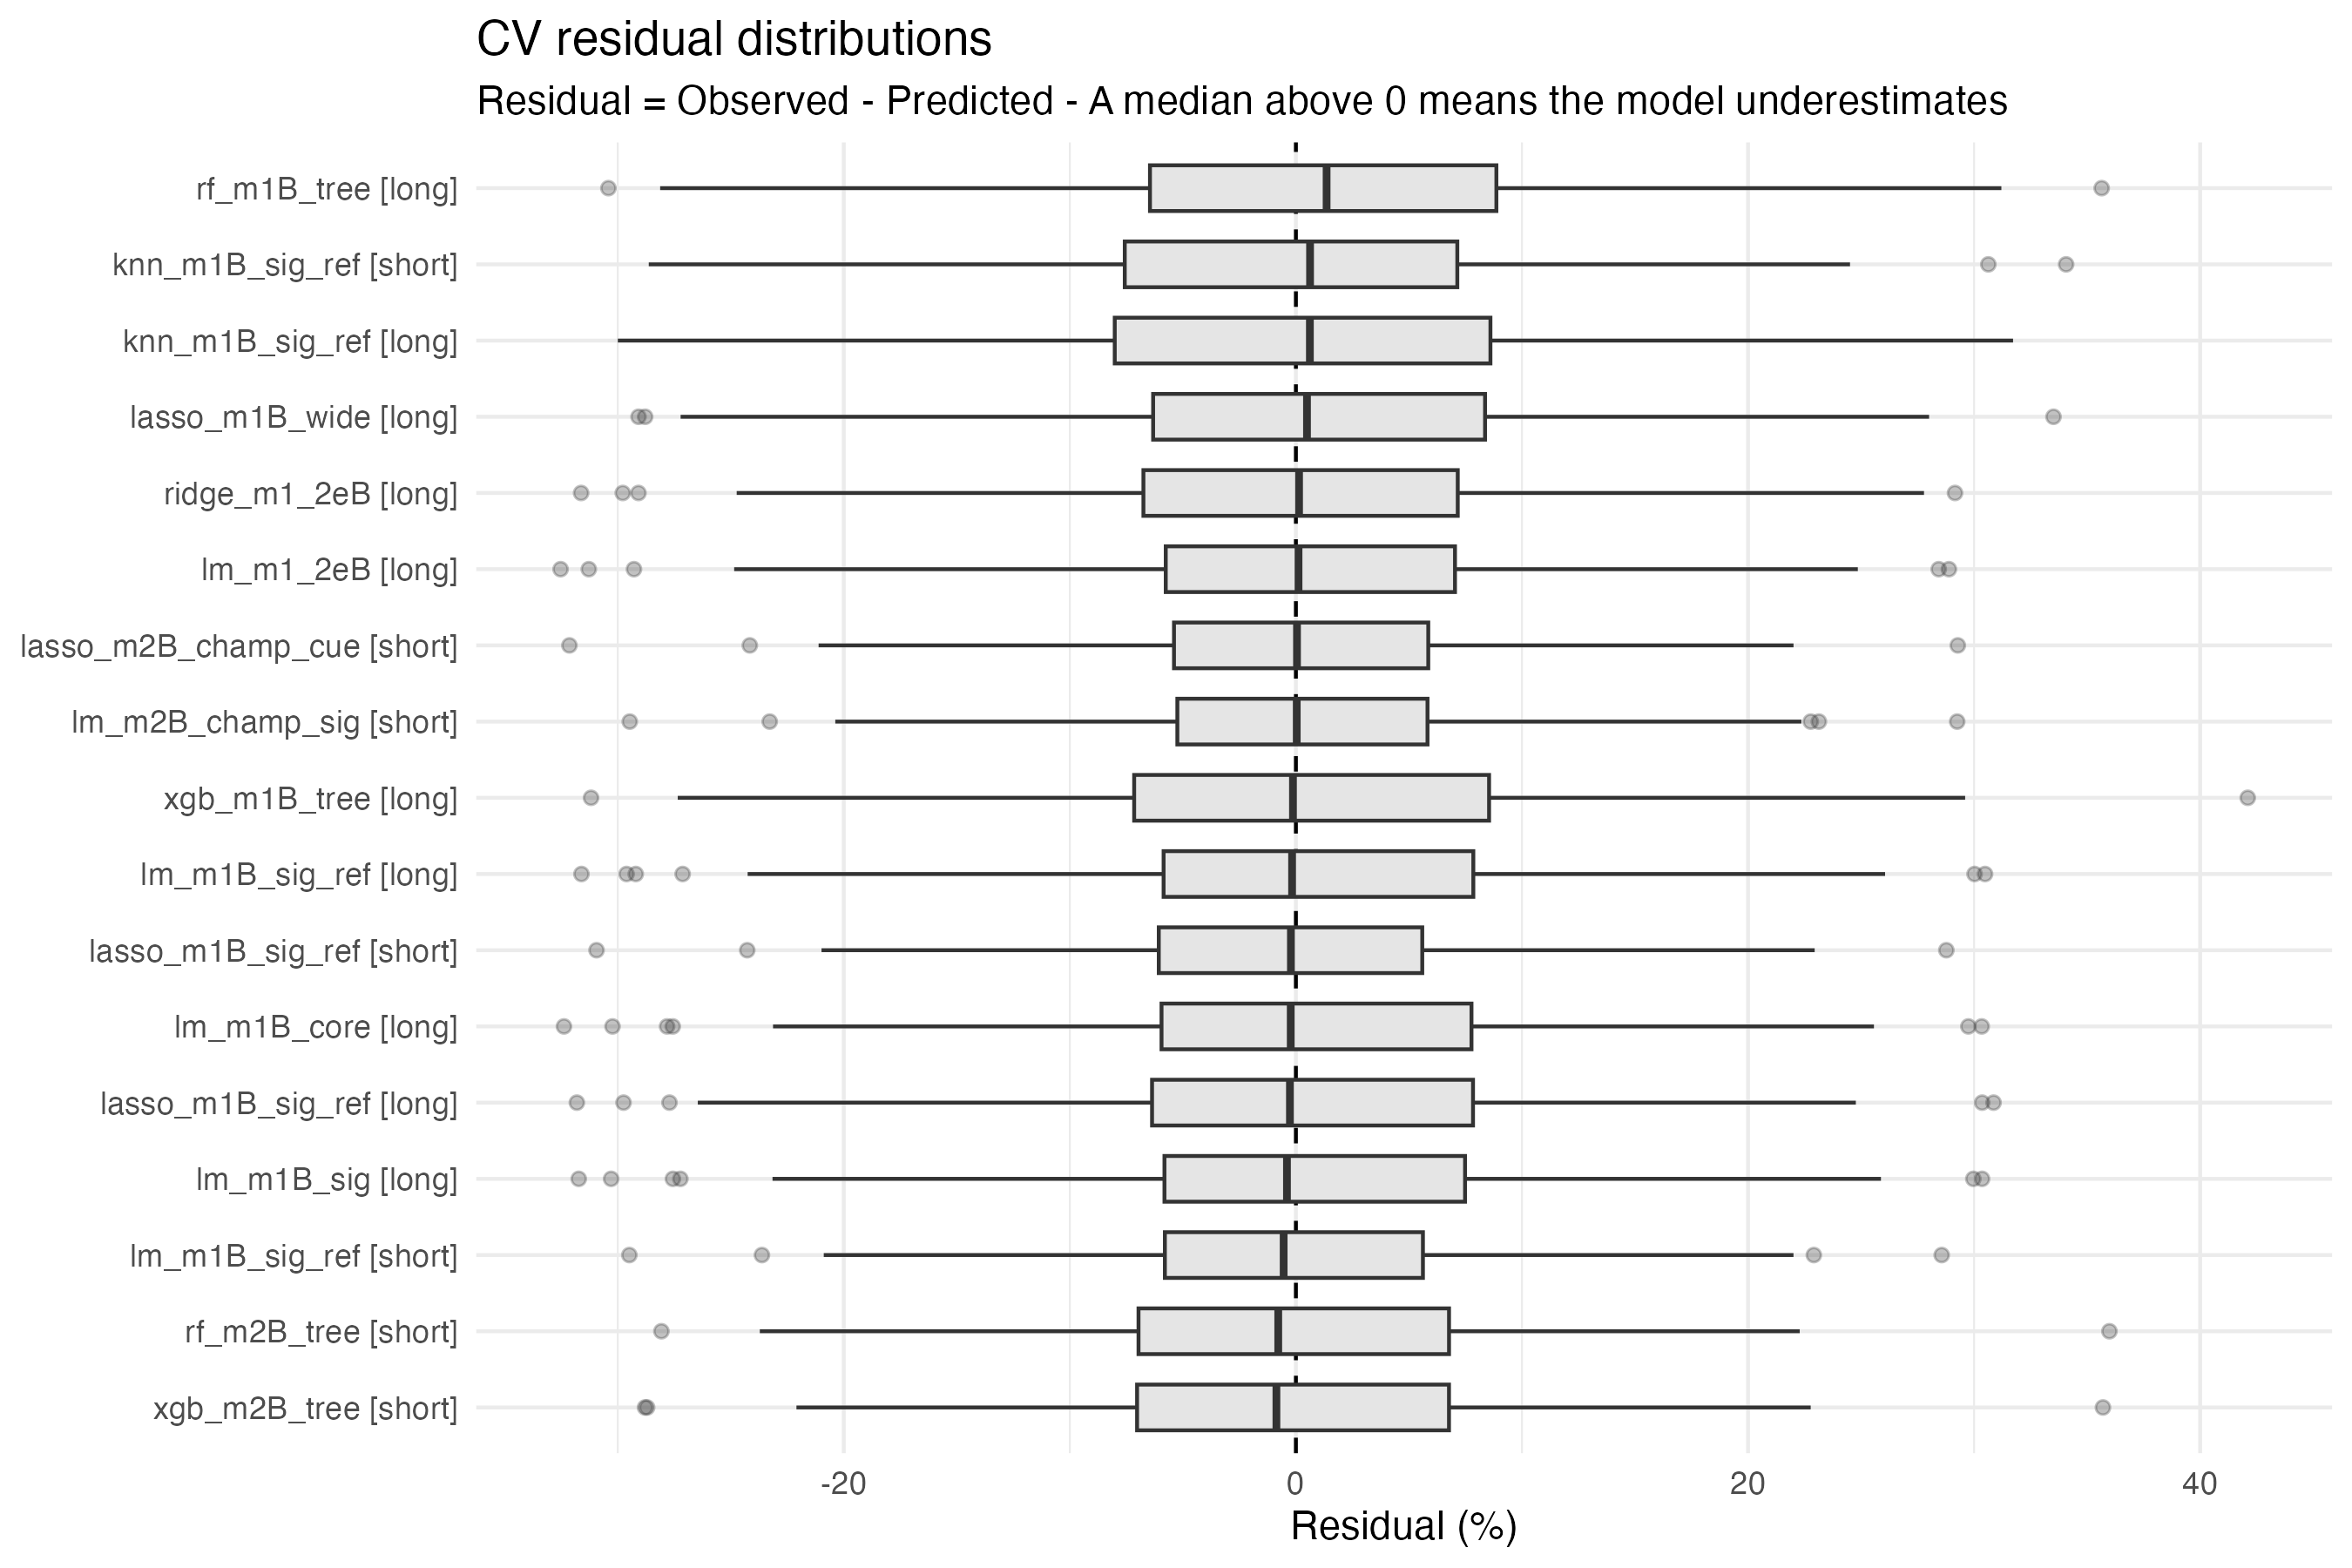 CV residual distributions
Residual = Observed - Predicted - A median above 0 means the model underestimates
rf_m1B_tree [long]
knn_m1B_sig_ref [short]
knn_m1B_sig_ref [long]
lasso_m1B_wide [long]
ridge_m1_2eB [long]
lm_m1_2eB [long]
lasso_m2B_champ_cue [short]
lm_m2B_champ_sig [short]
xgb_m1B_tree [long]
lm_m1B_sig_ref [long]
lasso_m1B_sig_ref [short]
lm_m1B_core [long]
lasso_m1B_sig_ref [long]
lm_m1B_sig [long]
lm_m1B_sig_ref [short]
rf_m2B_tree [short]
xgb_m2B_tree [short]
-20 0 20 40
Residual (%)